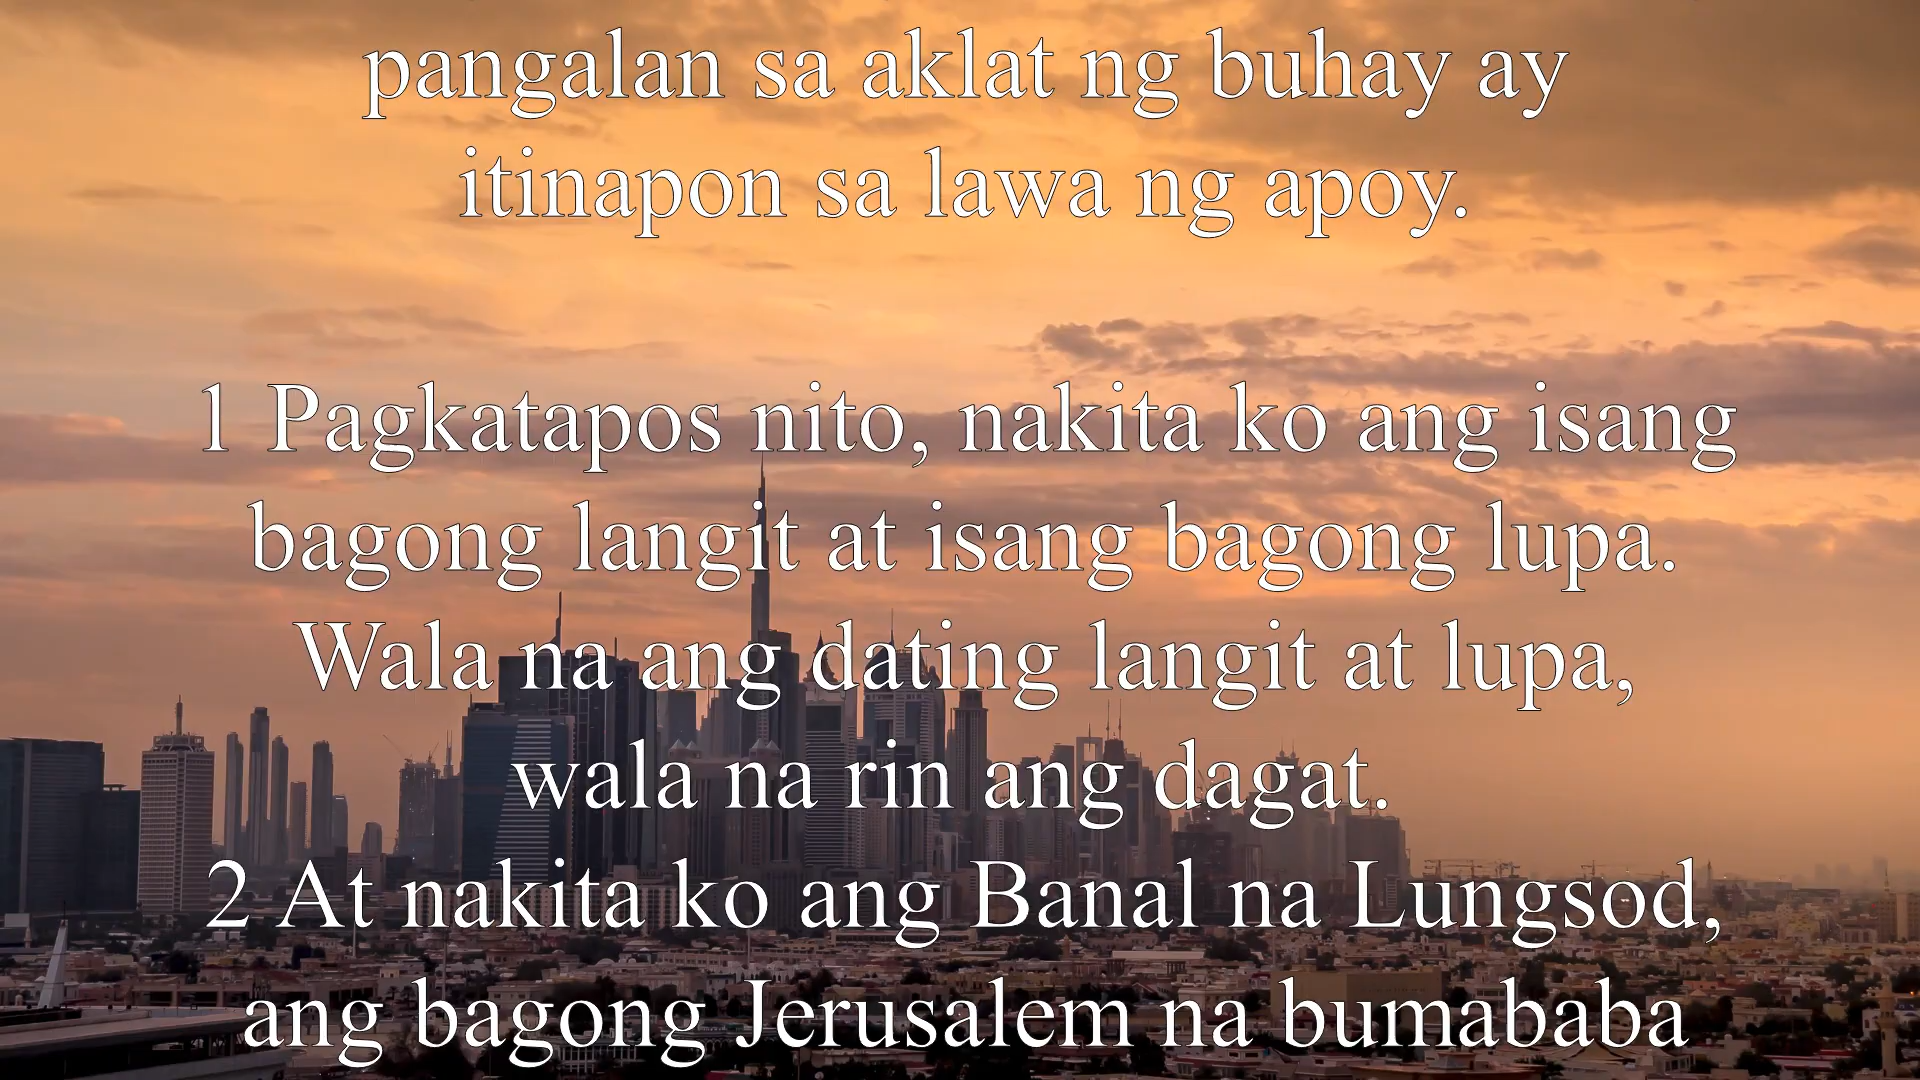 pangalan sa aklat ng buhay ay
itinapon sa lawa ng apoy.
1 Pagkatapos nito, nakita ko ang isang
bagong langit at isang bagong lupa.
Wala na ang dating langit at lupa,
wala na rin ang dagat.
2 At nakita ko ang Banal na Lungsod,
ang bagong Jerusalem na bumababa